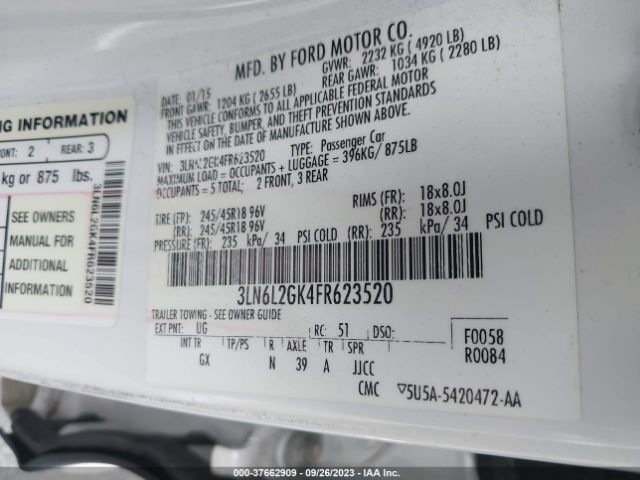 MFD. BY FORD MOTOR CO.
DATE: 01/15
GVWR: 2232 KG ( 4920 LB)
FRONT GAWR: 1204 KG ( 2655 LB)
REAR GAWR: 1034 KG ( 2280 LB)
THIS VEHICLE CONFORMS TO ALL APPLICABLE FEDERAL MOTOR
VEHICLE SAFETY, BUMPER, AND THEFT PREVENTION STANDARDS
IN EFFECT ON THE DATE OF MANUFACTURE SHOWN ABOVE.
VIN: 3LN6L2GK4FR623520 TYPE: Passenger Car
MAXIMUM LOAD = OCCUPANTS + LUGGAGE = 396KG/ 875LB
OCCUPANTS = 5 TOTAL; 2 FRONT, 3 REAR
TIRE (FP): 245/45R18 96V RIMS (FR): 18x8.0J
(RR): 245/45R18 96V (RR): 18x8.0J
PRESSURE (FP): 235 kPa/ 34 PSI COLD (RR): 235 kPa/ 34 PSI COLD
3LN6L2GK4FR623520
TRAILER TOWING - SEE OWNER GUIDE
EXT PNT: UG RC: 51 DSO:
F0058
R0084
INT TR TP/PS R AXLE TR SPR
GX N 39 A JJCC
CMC 5U5A-5420472-AA
NG INFORMATION
ONT: 2 REAR: 3
kg or 875 lbs.
SEE OWNERS
MANUAL FOR
ADDITIONAL
INFORMATION
3LN6L2GK4FR623520
000-37662909 - 09/26/2023 - IAA Inc.